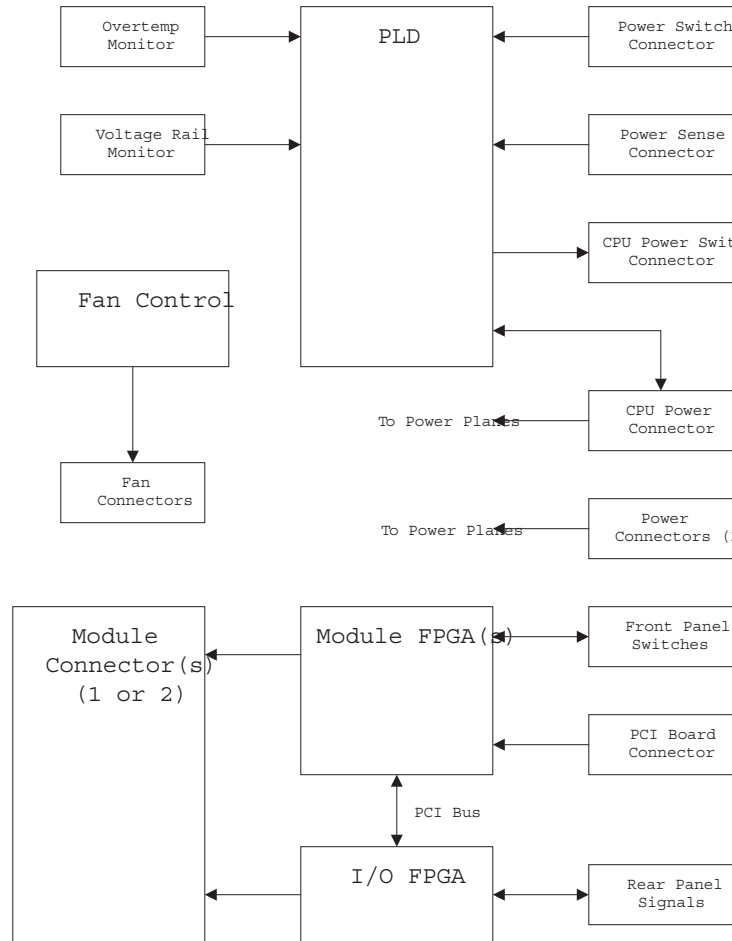 Overtemp
Monitor
PLD
Power Switch
Connector
Voltage Rail
Monitor
Power Sense
Connector
CPU Power
Connector
Fan Control
CPU Power
Connector
To Power Planes
Fan
Connectors
Power
Connectors
To Power Planes
Module
Connector(s)
(1 or 2)
Module FPGA(s)
Front Panel
Switches
PCI Board
Connector
PCI Bus
I/O FPGA
Rear Panel
Signals